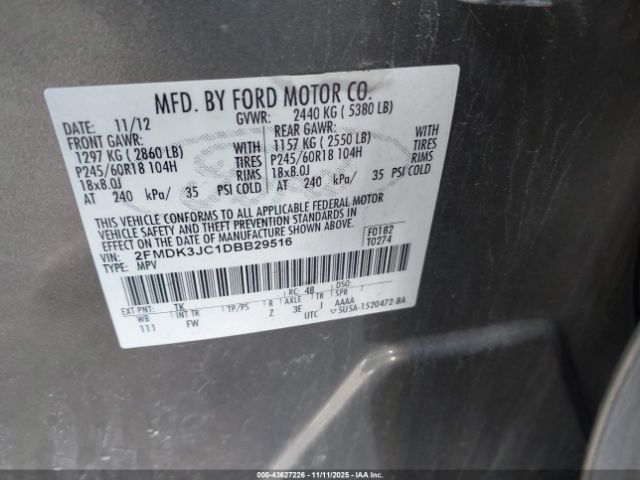 MFD. BY FORD MOTOR CO.
DATE: 11/12 GVWR: 2440 KG ( 5380 LB)
FRONT GAWR: WITH REAR GAWR: WITH
1297 KG ( 2860 LB) TIRES 1157 KG ( 2550 LB) TIRES
P245/60R18 104H RIMS P245/60R18 104H RIMS
18x8.0J 18x8.0J
AT 240 kPa/ 35 PSI COLD AT 240 kPa/ 35 PSI COLD
THIS VEHICLE CONFORMS TO ALL APPLICABLE FEDERAL MOTOR
VEHICLE SAFETY AND THEFT PREVENTION STANDARDS IN
EFFECT ON THE DATE OF MANUFACTURE SHOWN ABOVE.
VIN: 2FMDK3JC1DBB29516 F0182
TYPE: MPV T0274
EXT PNT: TK RC: 48 DSO:
WB INT TR TP/PS R AXLE TR SPR
111 FW Z 3E J AAAA
UTC 5U5A-1520472-BA
Ford
00-43627226 - 11/11/2025 - IAAI.COM